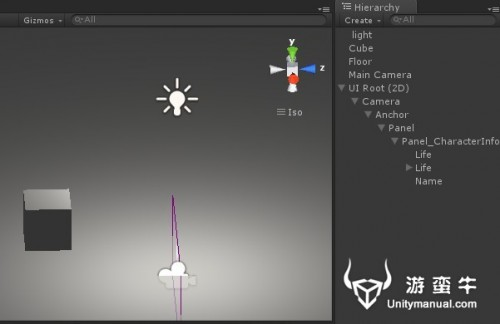 Gizmos
All
y
z
Iso
Hierarchy
Create
All
light
Cube
Floor
Main Camera
UI Root (2D)
Camera
Anchor
Panel
Panel_CharacterInfo
Life
Life
Name
游蛮牛
Unitymanual.com